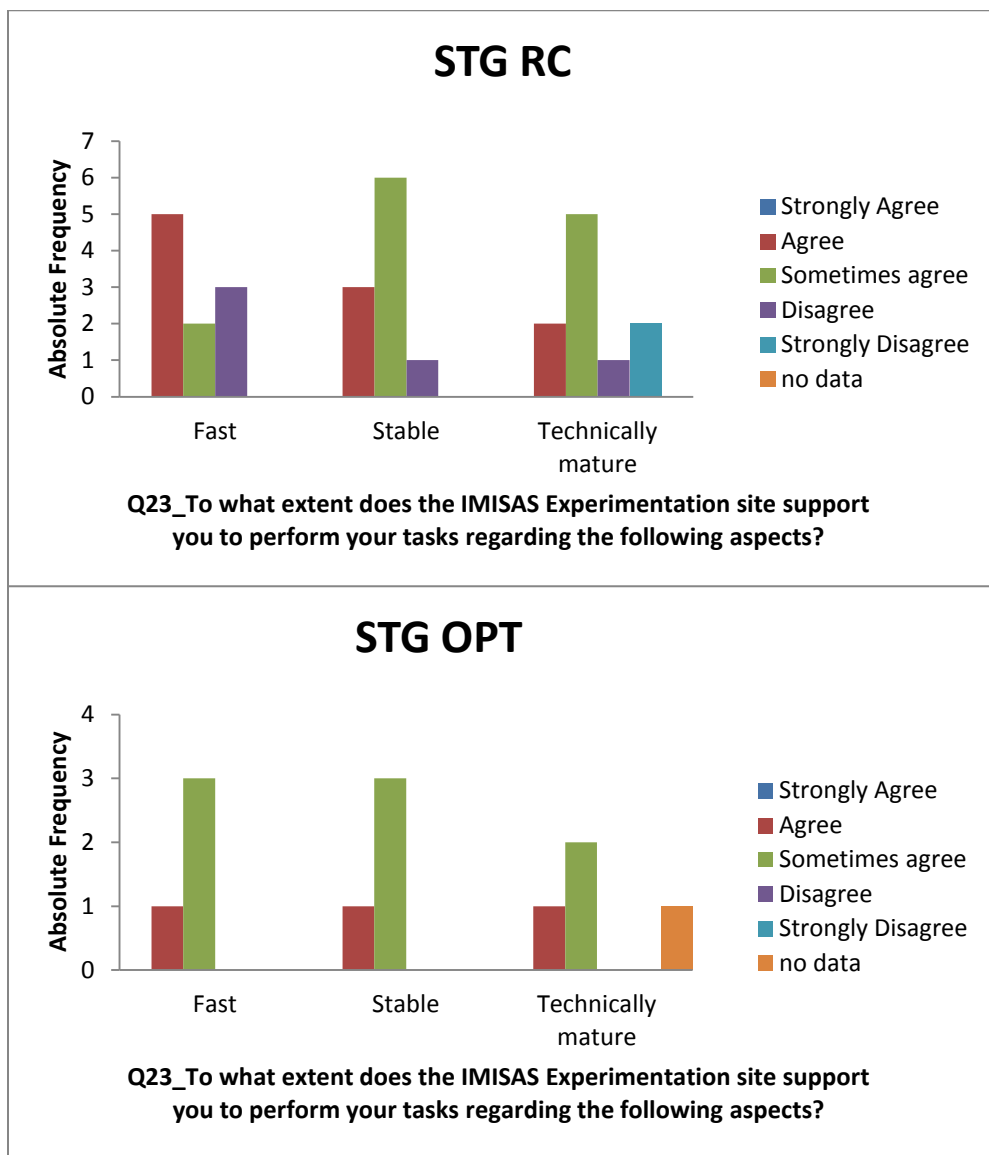 STG RC
7
6
5
4
3
2
1
0
Absolute Frequency
Fast
Stable
Technically
mature
Strongly Agree
Agree
Sometimes agree
Disagree
Strongly Disagree
no data
Q23_To what extent does the IMISAS Experimentation site support
you to perform your tasks regarding the following aspects?
STG OPT
4
3
2
1
0
Absolute Frequency
Fast
Stable
Technically
mature
Strongly Agree
Agree
Sometimes agree
Disagree
Strongly Disagree
no data
Q23_To what extent does the IMISAS Experimentation site support
you to perform your tasks regarding the following aspects?